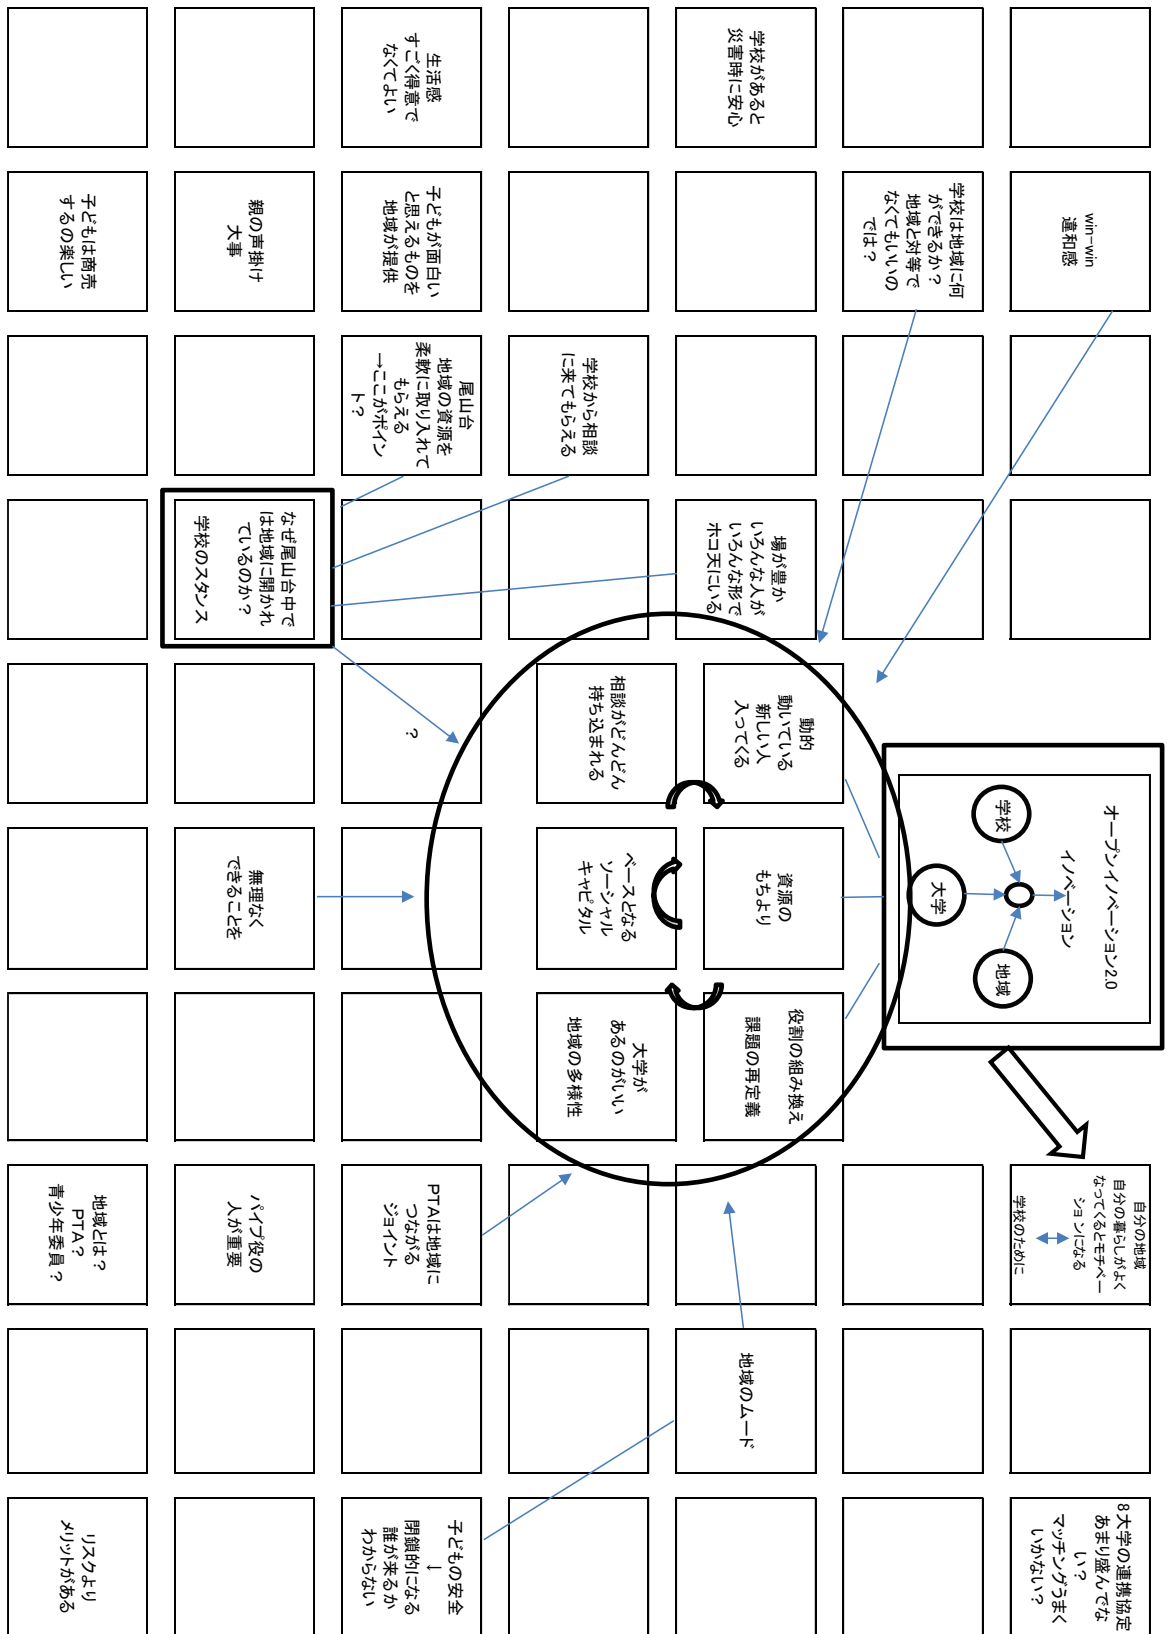 win-win
違和感
オープンイノベーション2.0
イノベーション
学校
大学
地域
自分の地域
自分の暮らしがよく
なってくるとモチベー
ションになる
学校のために
8大学の連携協定
あまり盛んでな
い？
マッチングうまく
いかない？
学校は地域に何
ができるか？
地域と対等で
なくてもいいの
では？
学校があると
災害時に安心
場が豊か
いろんな人が
いろんな形で
ホコ天にいる
動的
動いている
新しい人
入ってくる
資源の
もちより
役割の組み換え
課題の再定義
地域のムード
学校から相談
に来てもらえる
相談がどんどん
持ち込まれる
ベースとなる
ソーシャル
キャピタル
大学が
あるのがいい
地域の多様性
生活感
すごく得意で
なくてよい
子どもが面白い
と思えるものを
地域が提供
尾山台
地域の資源を
柔軟に取り入れて
もらえる
→ここがポイン
ト？
？
PTAは地域に
つながる
ジョイント
子どもの安全
↓
閉鎖的になる
誰が来るか
わからない
親の声掛け
大事
なぜ尾山台中で
は地域に開かれ
ているのか？
学校のスタンス
無理なく
できることを
パイプ役の
人が重要
子どもは商売
するの楽しい
地域とは？
PTA？
青少年委員？
リスクより
メリットがある